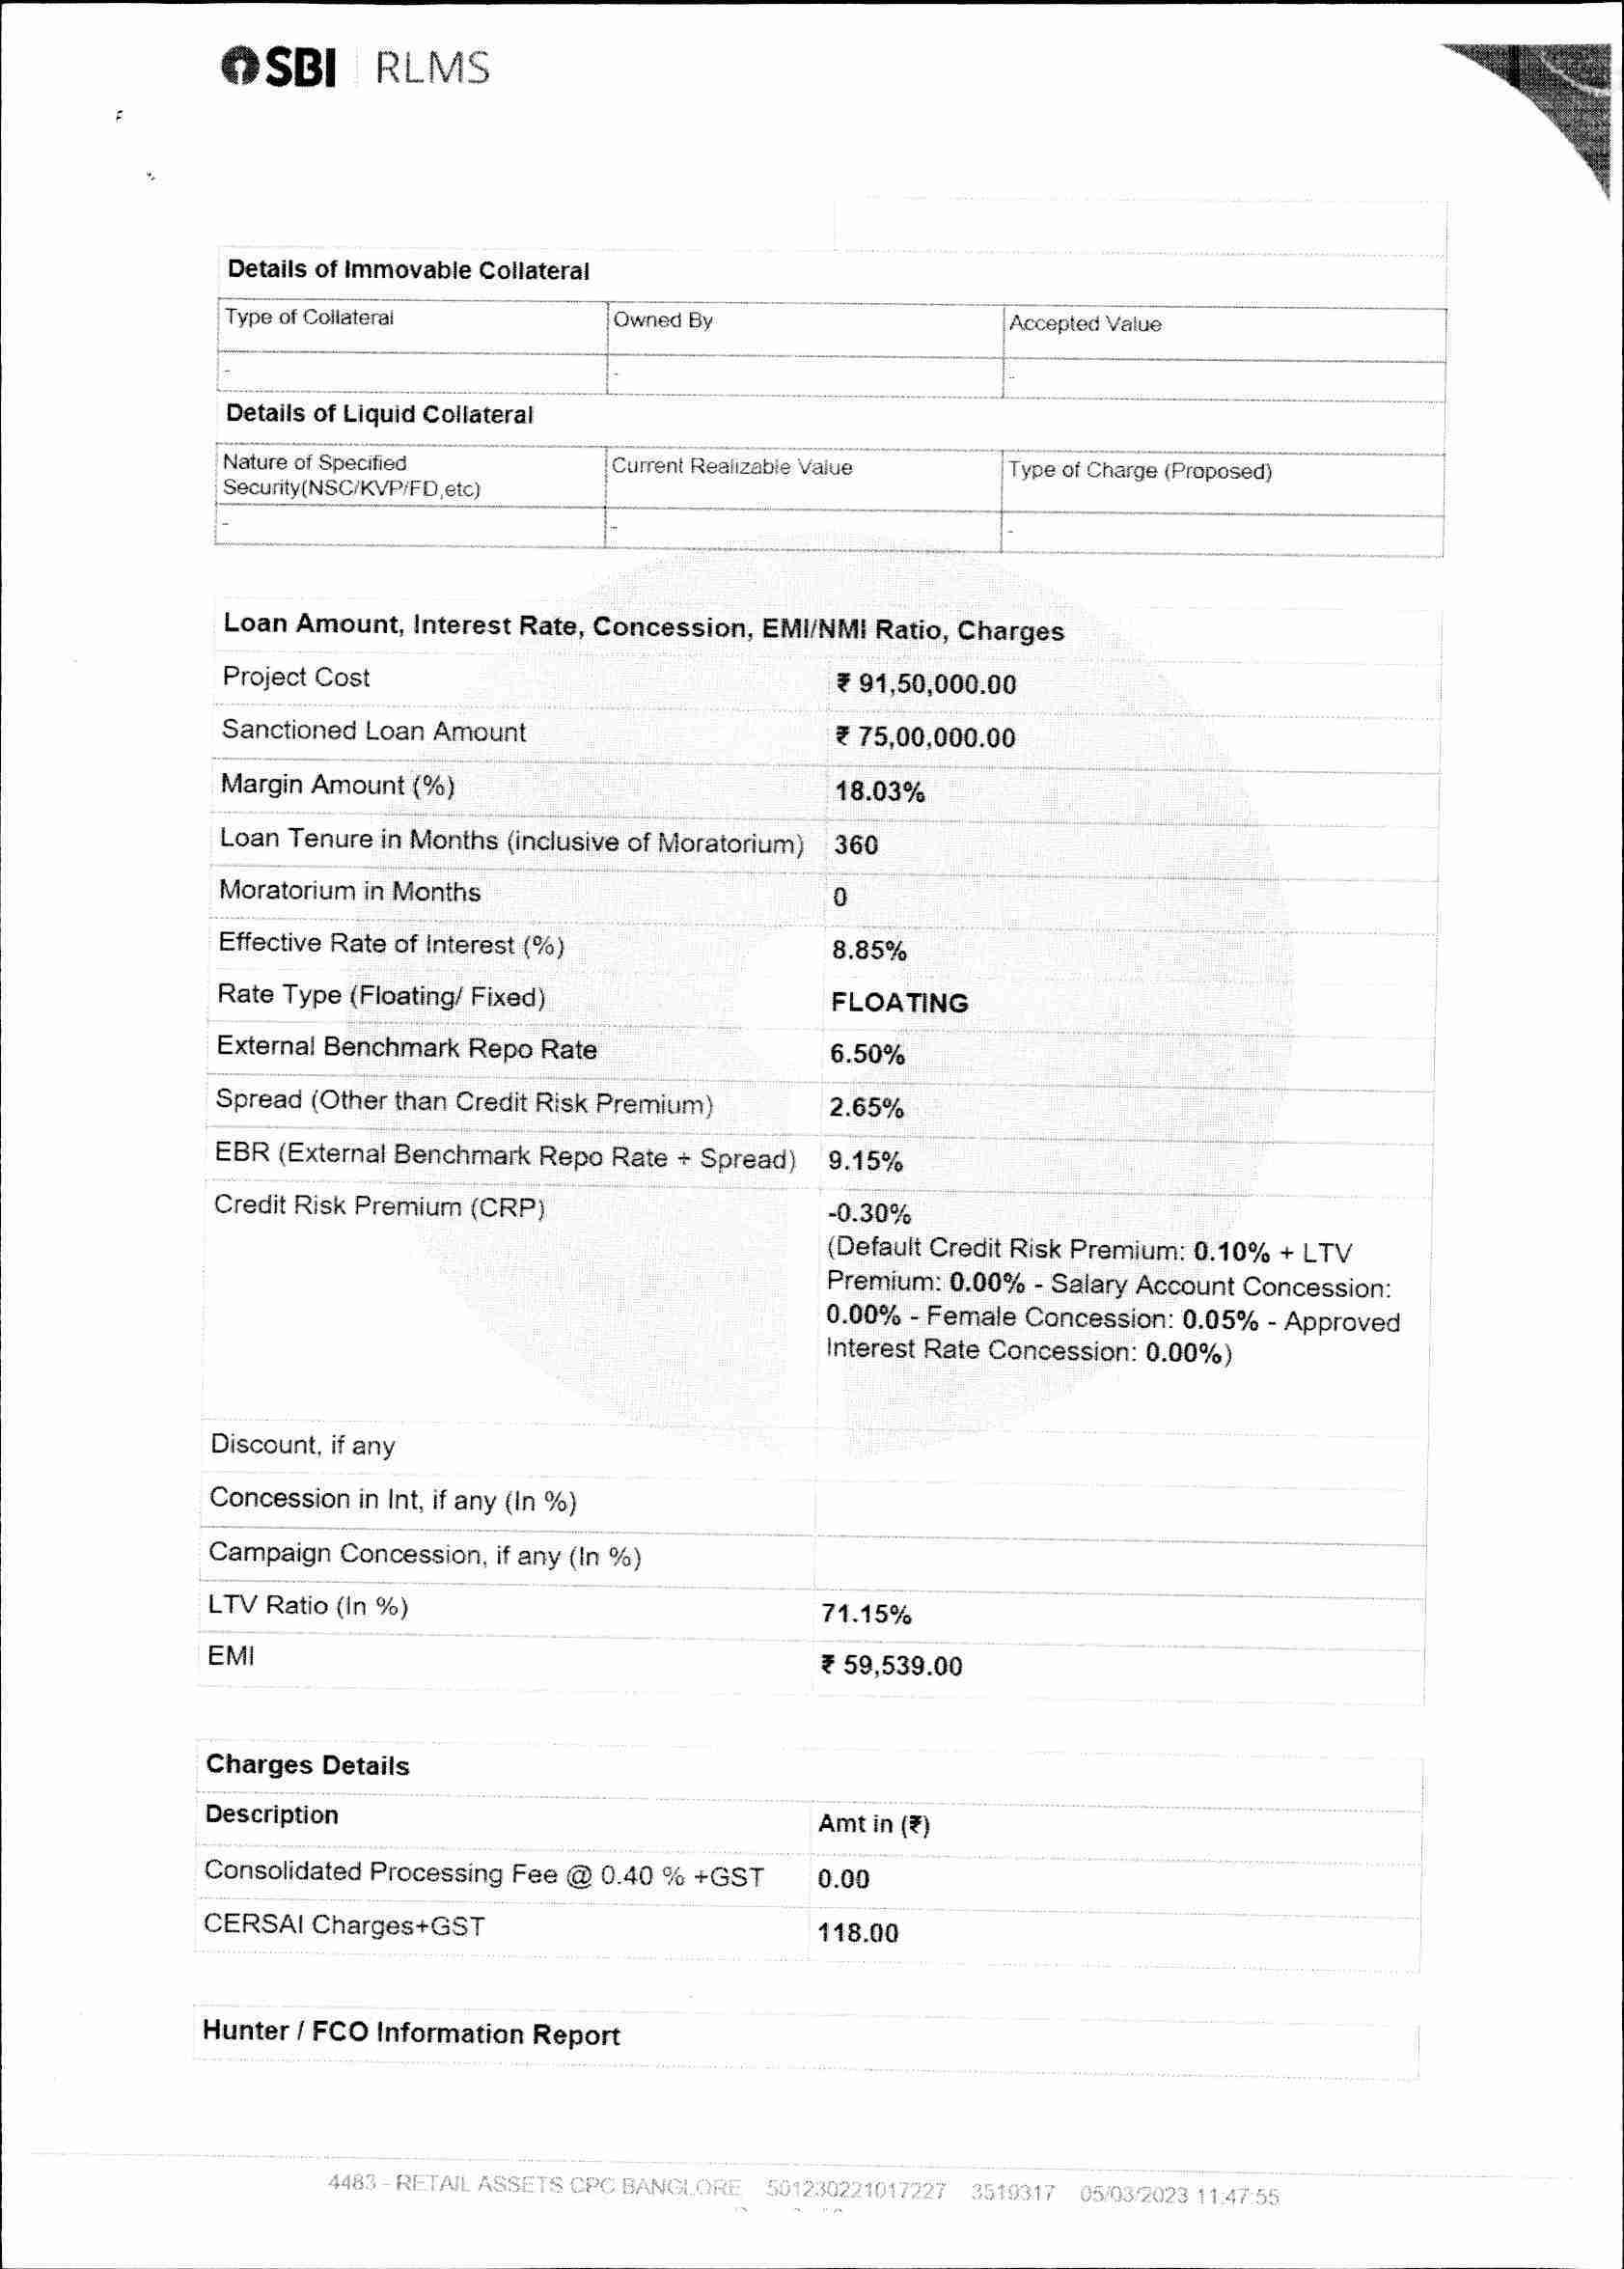 SBI RLMS
Details of Immovable Collateral
Type of Collateral Owned By Accepted Value
- - -
Details of Liquid Collateral
Nature of Specified Current Realizable Value Type of Charge (Proposed)
Security(NSC/KVP/FD,etc)
- - -
Loan Amount, Interest Rate, Concession, EMI/NMI Ratio, Charges
Project Cost ₹ 91,50,000.00
Sanctioned Loan Amount ₹ 75,00,000.00
Margin Amount (%) 18.03%
Loan Tenure in Months (inclusive of Moratorium) 360
Moratorium in Months 0
Effective Rate of Interest (%) 8.85%
Rate Type (Floating/ Fixed) FLOATING
External Benchmark Repo Rate 6.50%
Spread (Other than Credit Risk Premium) 2.65%
EBR (External Benchmark Repo Rate + Spread) 9.15%
Credit Risk Premium (CRP) -0.30%
(Default Credit Risk Premium: 0.10% + LTV
Premium: 0.00% - Salary Account Concession:
0.00% - Female Concession: 0.05% - Approved
Interest Rate Concession: 0.00%)
Discount, if any
Concession in Int, if any (In %)
Campaign Concession, if any (In %)
LTV Ratio (In %) 71.15%
EMI ₹ 59,539.00
Charges Details
Description Amt in (₹)
Consolidated Processing Fee @ 0.40 % +GST 0.00
CERSAI Charges+GST 118.00
Hunter / FCO Information Report
4483 - RETAIL ASSETS CPC BANGLORE 501230221017227 3519317 05/03/2023 11:47:55